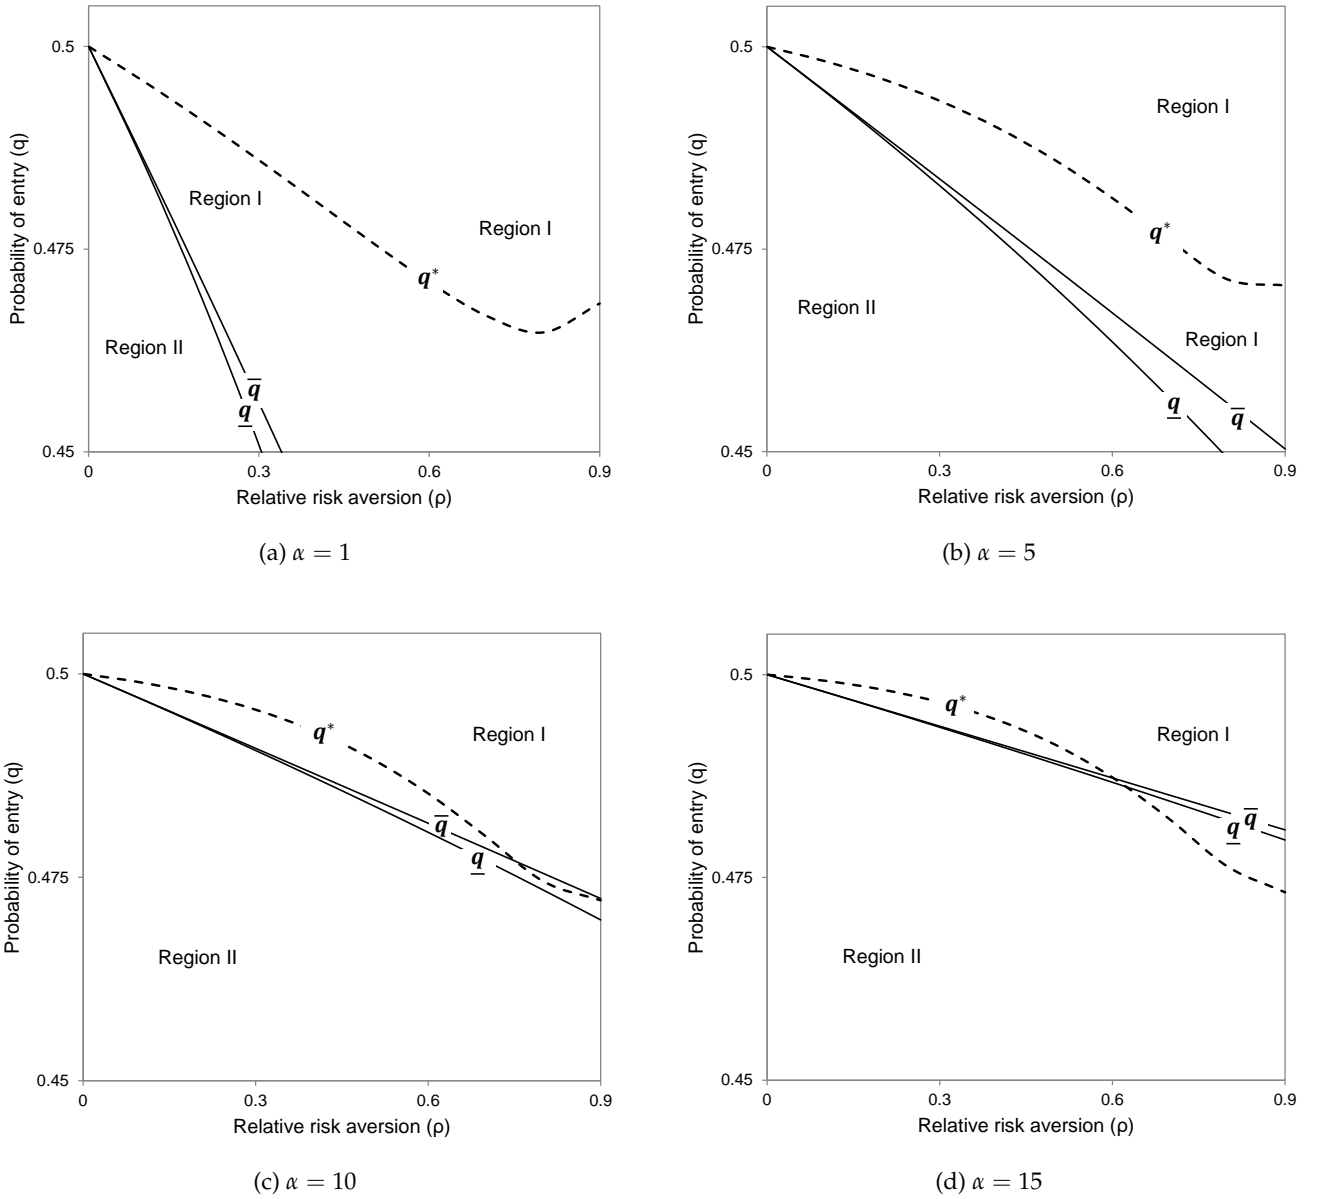 0.5
0.475
0.45
0
0.3
0.6
0.9
Probability of entry (q)
Relative risk aversion (ρ)
Region I
Region I
Region II
q*
q̅
q̲
(a) α = 1
0.5
0.475
0.45
0
0.3
0.6
0.9
Probability of entry (q)
Relative risk aversion (ρ)
Region I
q*
Region II
Region I
q̲
q̅
(b) α = 5
0.5
0.475
0.45
0
0.3
0.6
0.9
Probability of entry (q)
Relative risk aversion (ρ)
q*
Region I
q̅
q̲
Region II
(c) α = 10
0.5
0.475
0.45
0
0.3
0.6
0.9
Probability of entry (q)
Relative risk aversion (ρ)
q*
Region I
q̅
q̲
Region II
(d) α = 15